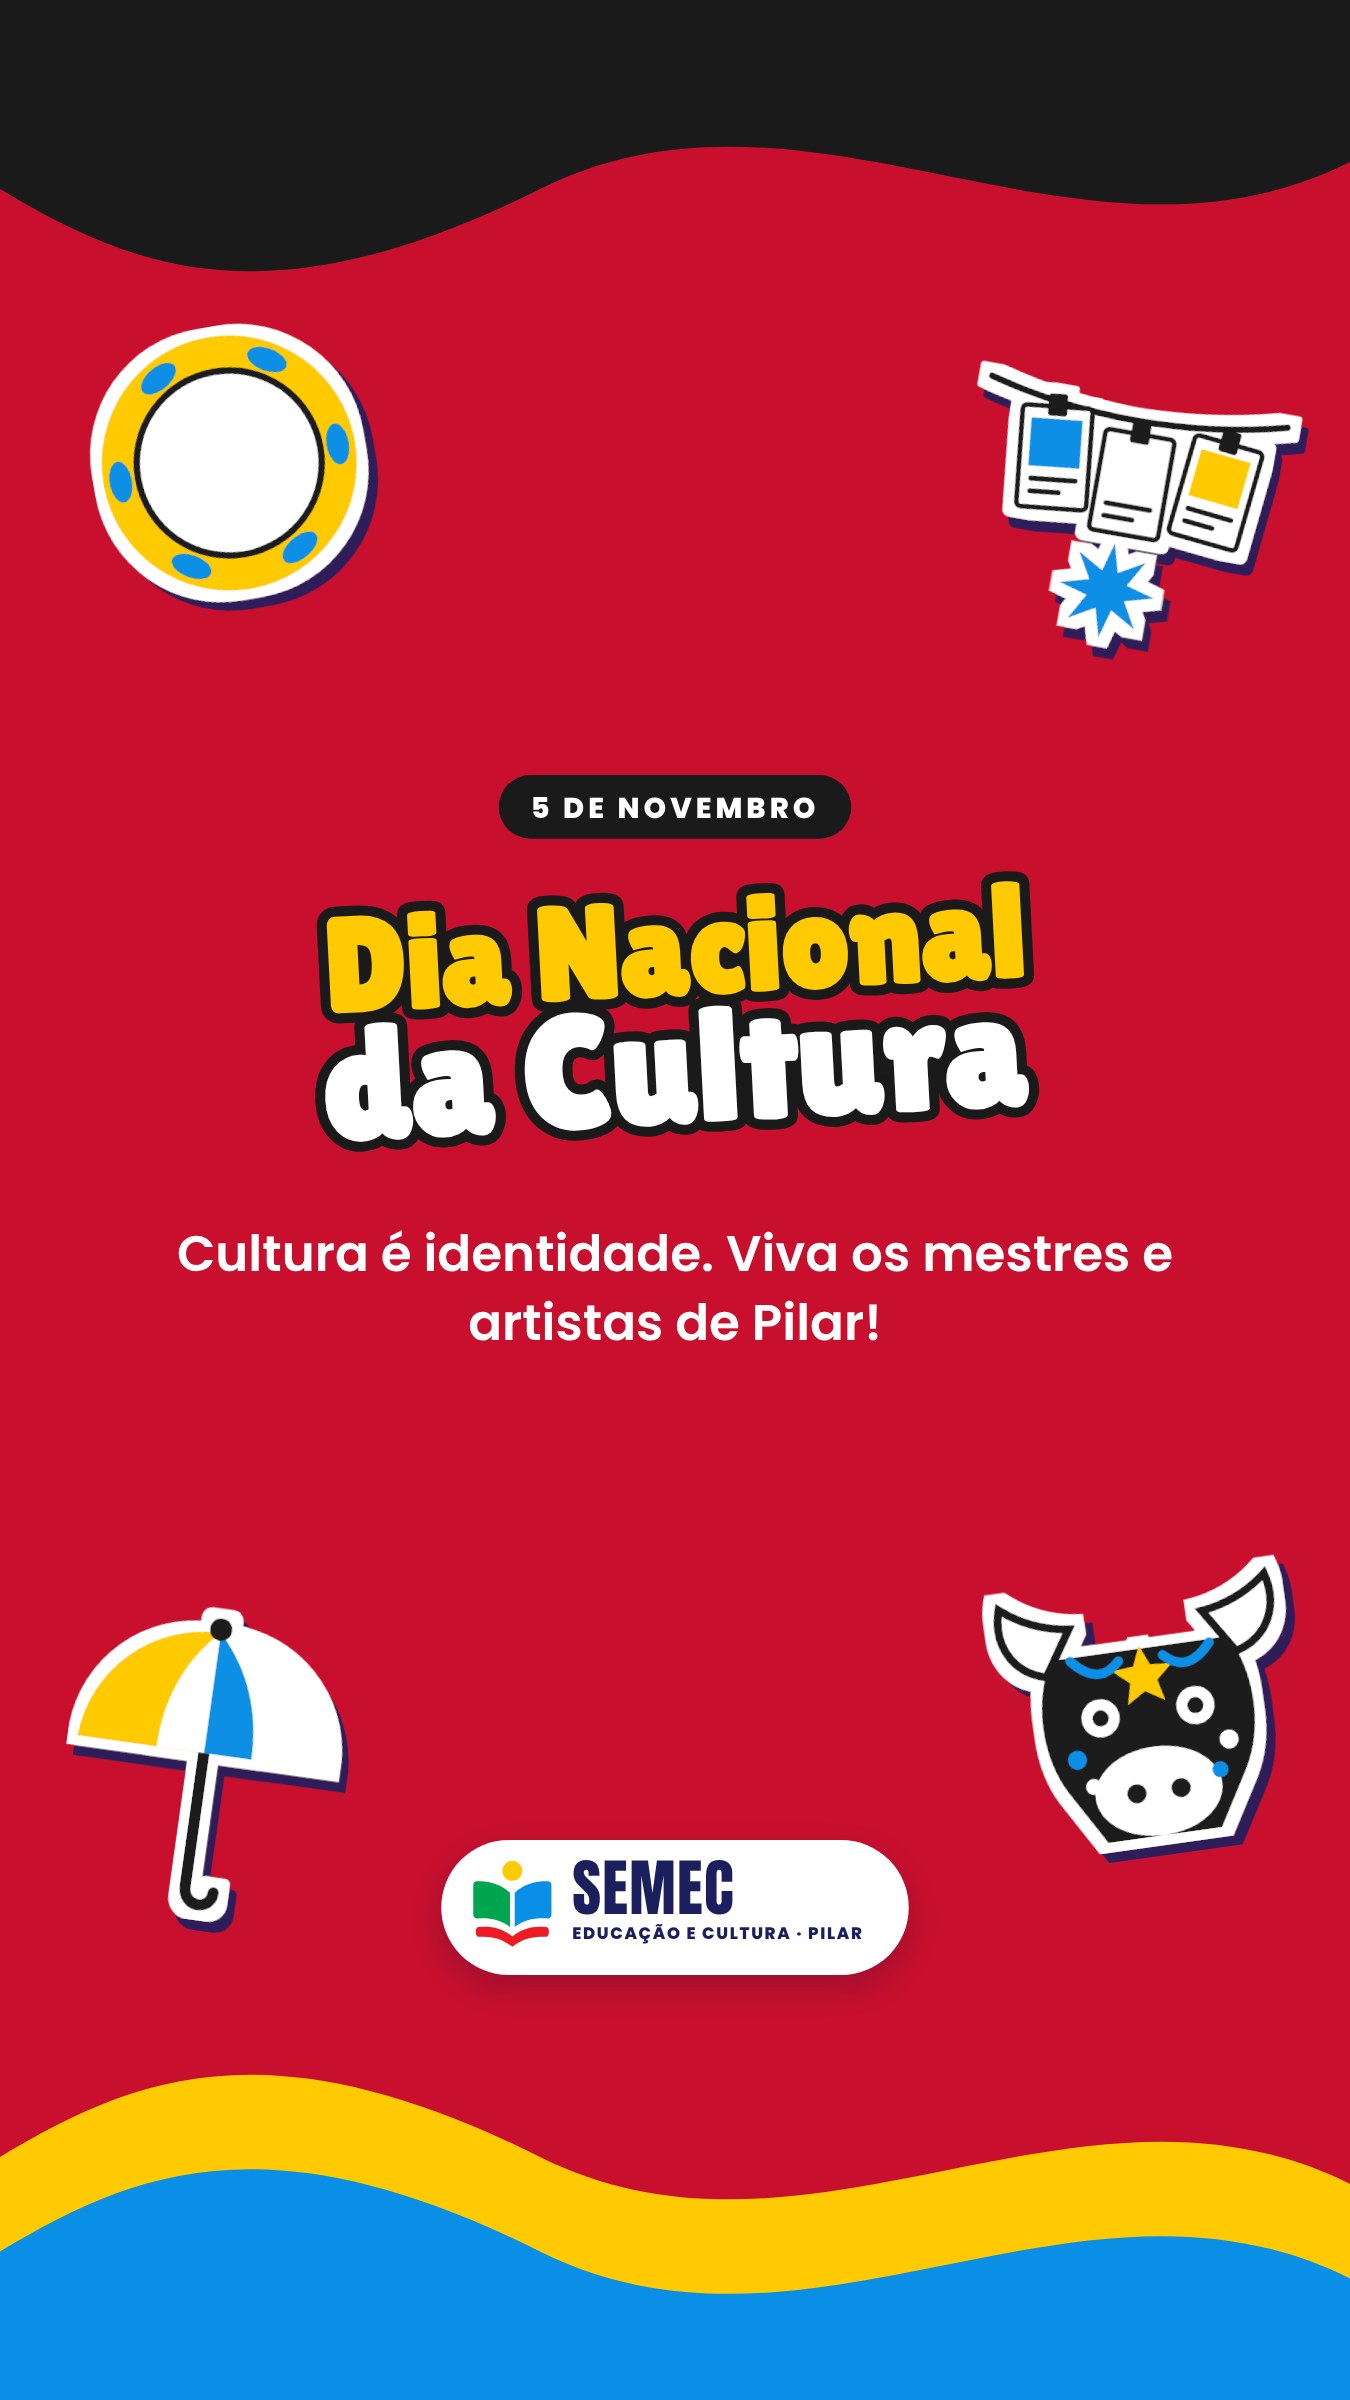 5 DE NOVEMBRO
Dia Nacional
da Cultura
Cultura é identidade. Viva os mestres e
artistas de Pilar!
SEMEC
EDUCAÇÃO E CULTURA · PILAR